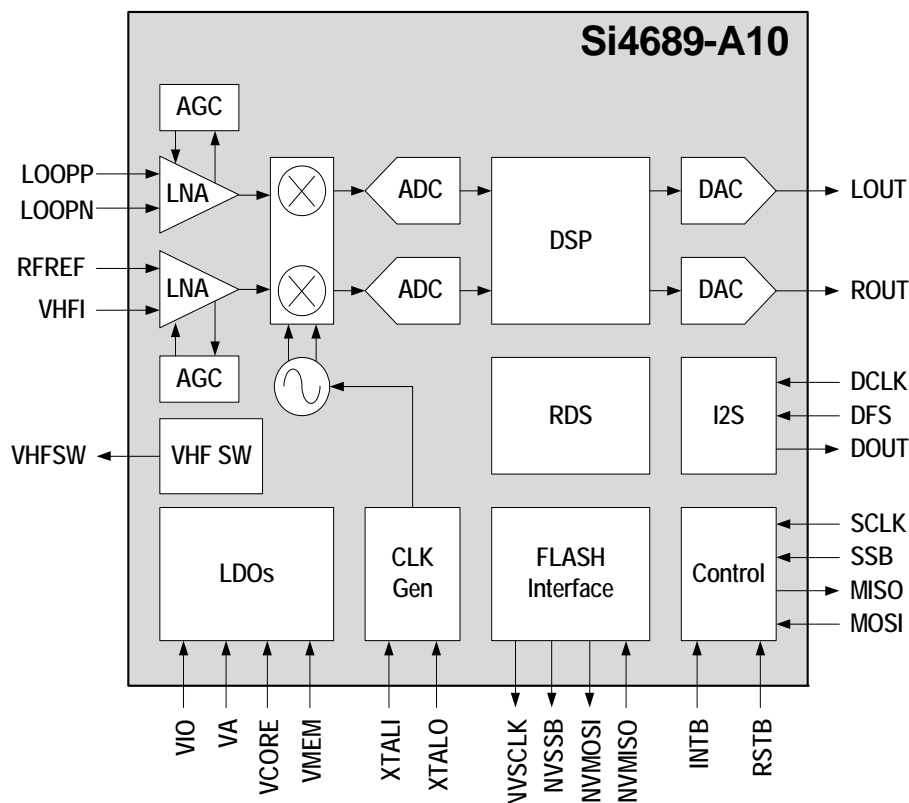 Si4689-A10
AGC
LOOPP
LOOPN
LNA
ADC
DSP
DAC
LOUT
RFREF
VHFI
LNA
ADC
DAC
ROUT
AGC
RDS
I2S
DCLK
DFS
DOUT
VHFSW
VHF SW
LDOs
CLK
Gen
FLASH
Interface
Control
SCLK
SSB
MISO
MOSI
VIO
VA
VCORE
VMEM
XTALI
XTALO
NVSCLK
NVSSB
NVMOSI
NVMISO
INTB
RSTB